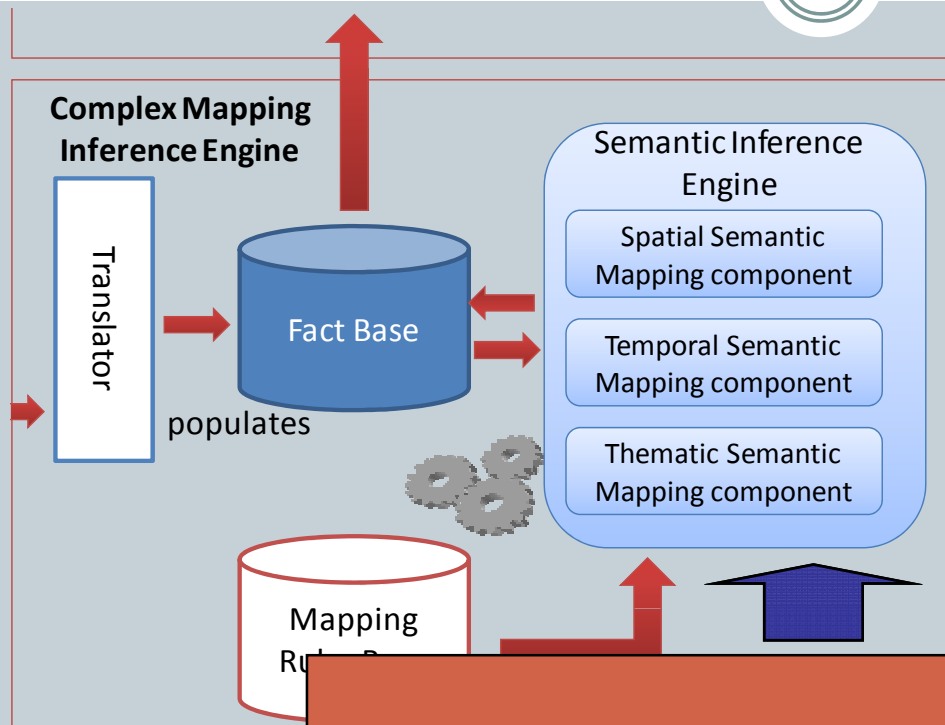 Complex Mapping
Inference Engine
Translator
populates
Fact Base
Semantic Inference
Engine
Spatial Semantic
Mapping component
Temporal Semantic
Mapping component
Thematic Semantic
Mapping component
Mapping